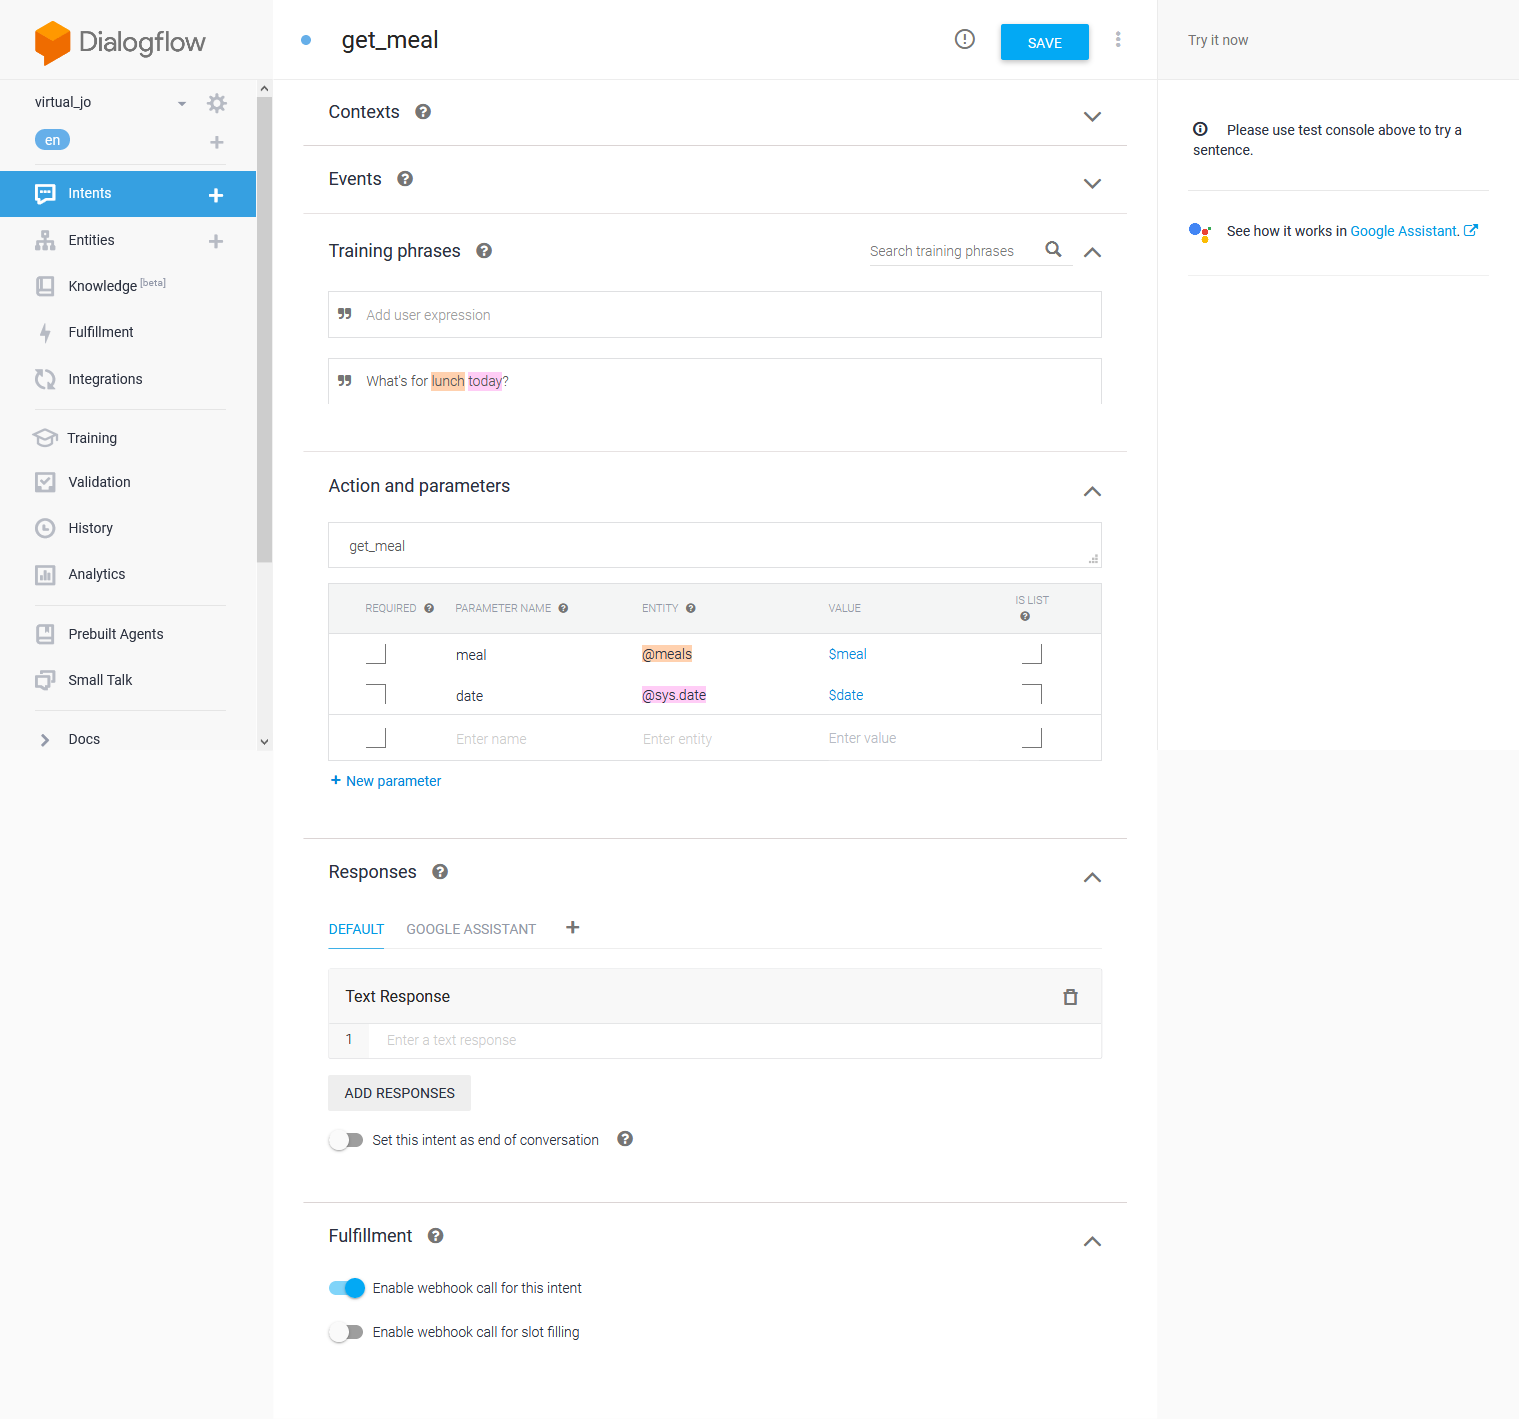 Dialogflow
get_meal
SAVE
Try it now
virtual_jo
en
Intents
Entities
Knowledge [beta]
Fulfillment
Integrations
Training
Validation
History
Analytics
Prebuilt Agents
Small Talk
Docs
Contexts
Events
Training phrases
Search training phrases
Add user expression
What's for lunch today?
Action and parameters
get_meal
REQUIRED PARAMETER NAME ENTITY VALUE IS LIST
meal @meals $meal
date @sys.date $date
Enter name Enter entity Enter value
+ New parameter
Responses
DEFAULT GOOGLE ASSISTANT
Text Response
1 Enter a text response
ADD RESPONSES
Set this intent as end of conversation
Fulfillment
Enable webhook call for this intent
Enable webhook call for slot filling
Please use test console above to try a
sentence.
See how it works in Google Assistant.